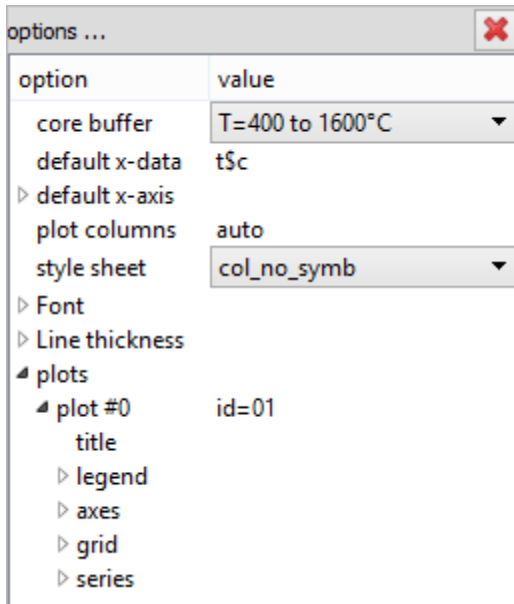 options ...
option value
core buffer T=400 to 1600°C
default x-data t$c
default x-axis
plot columns auto
style sheet col_no_symb
Font
Line thickness
plots
plot #0 id=01
title
legend
axes
grid
series